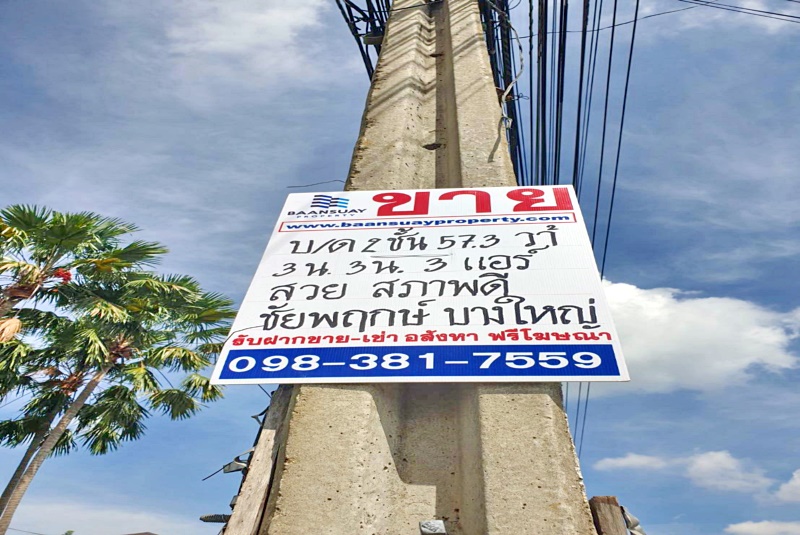 BAANSUAY
PROPERTY
ขาย
www.baansuayproperty.com
บ/ด 2 ชั้น 57.3 วา
3 น. 3 น. 3 แอร์
สวย สภาพดี
ชัยพฤกษ์ บางใหญ่
รับฝากขาย-เช่า อสังหา ฟรีโฆษณา
098-381-7559